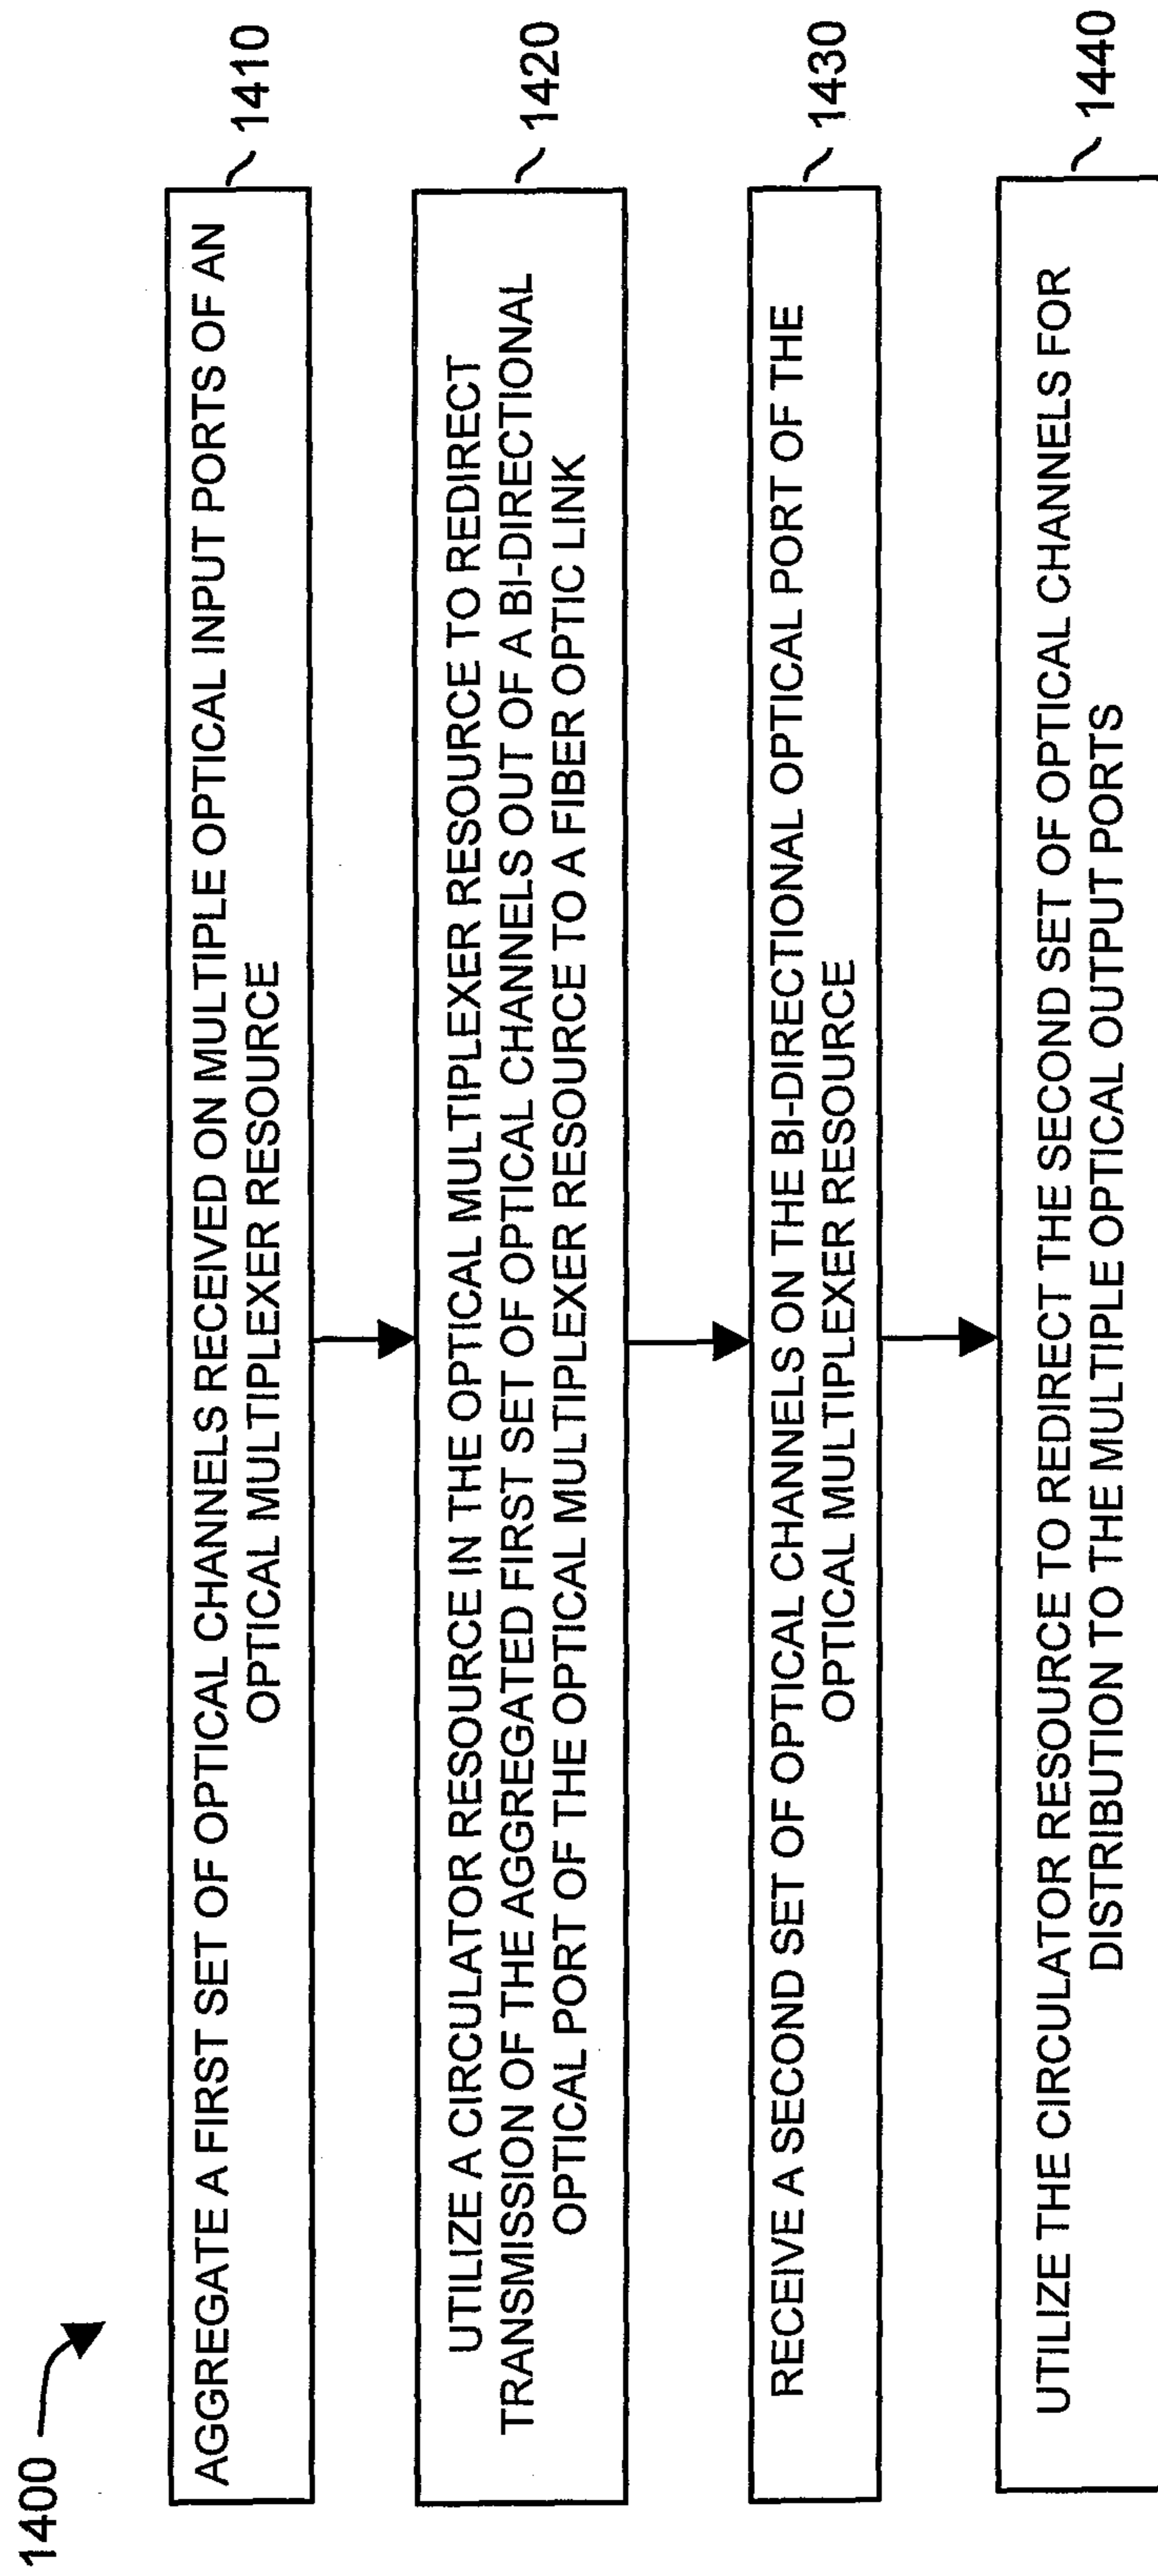 1400
AGGREGATE A FIRST SET OF OPTICAL CHANNELS RECEIVED ON MULTIPLE OPTICAL INPUT PORTS OF AN
OPTICAL MULTIPLEXER RESOURCE
1410
UTILIZE A CIRCULATOR RESOURCE IN THE OPTICAL MULTIPLEXER RESOURCE TO REDIRECT
TRANSMISSION OF THE AGGREGATED FIRST SET OF OPTICAL CHANNELS OUT OF A BI-DIRECTIONAL
OPTICAL PORT OF THE OPTICAL MULTIPLEXER RESOURCE TO A FIBER OPTIC LINK
1420
RECEIVE A SECOND SET OF OPTICAL CHANNELS ON THE BI-DIRECTIONAL OPTICAL PORT OF THE
OPTICAL MULTIPLEXER RESOURCE
1430
UTILIZE THE CIRCULATOR RESOURCE TO REDIRECT THE SECOND SET OF OPTICAL CHANNELS FOR
DISTRIBUTION TO THE MULTIPLE OPTICAL OUTPUT PORTS
1440